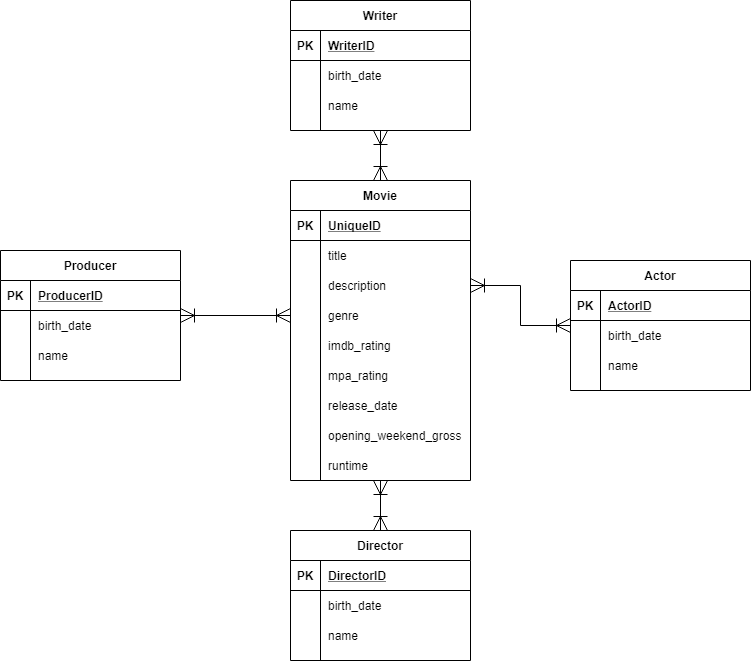 Writer
PK WriterID
birth_date
name
Movie
PK UniqueID
title
description
genre
imdb_rating
mpa_rating
release_date
opening_weekend_gross
runtime
Producer
PK ProducerID
birth_date
name
Actor
PK ActorID
birth_date
name
Director
PK DirectorID
birth_date
name